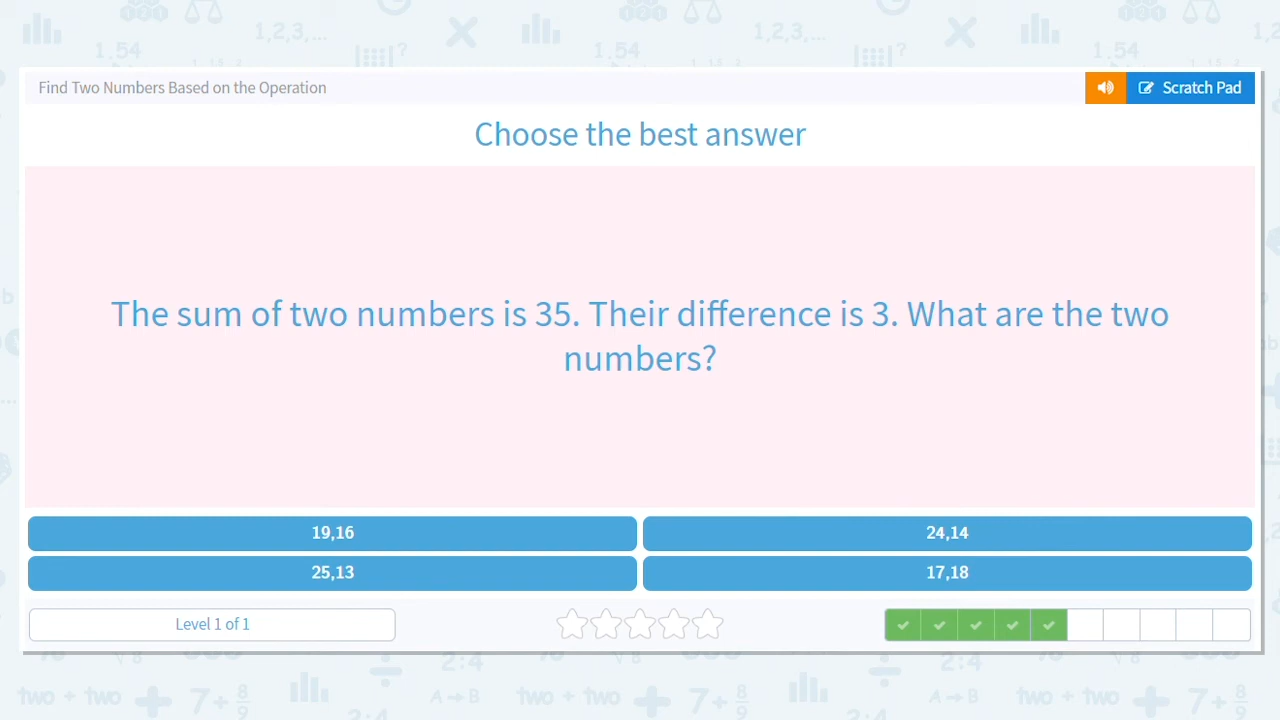 Find Two Numbers Based on the Operation
Scratch Pad
Choose the best answer
The sum of two numbers is 35. Their difference is 3. What are the two
numbers?
19,16
24,14
25,13
17,18
Level 1 of 1